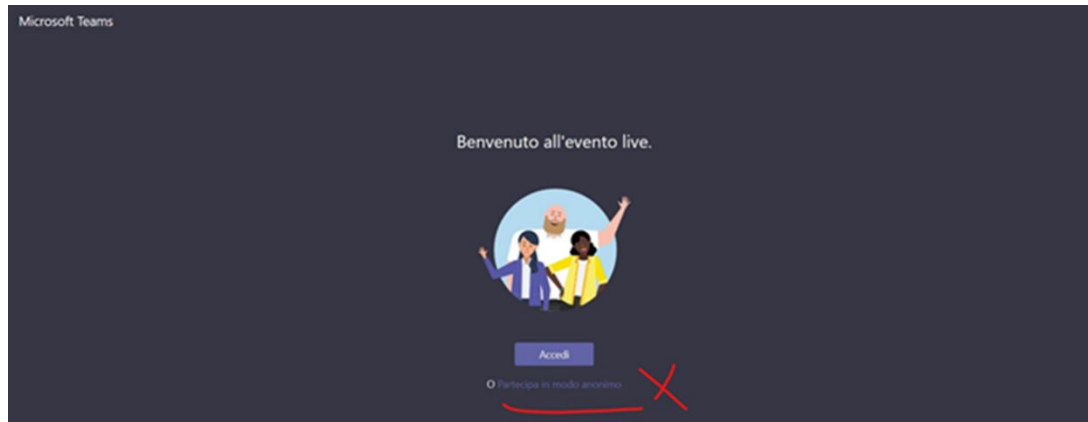 Microsoft Teams
Benvenuto all'evento live.
Accedi
O Partecipa in modo anonimo